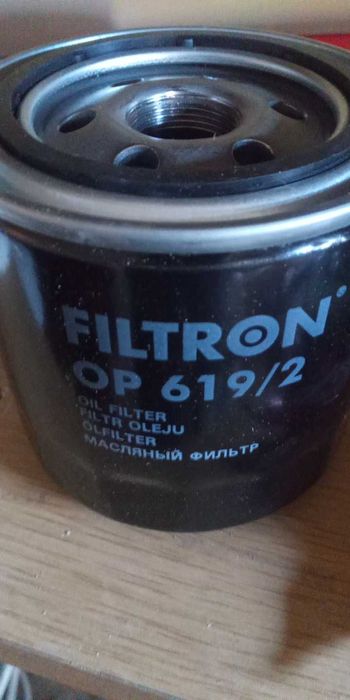 FILTRON
OP 619/2
OIL FILTER
FILTR OLEJU
ÖLFILTER
МАСЛЯНЫЙ ФИЛЬТР